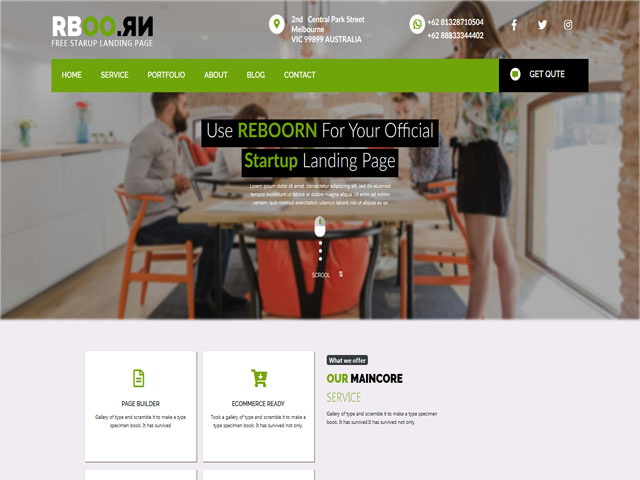 RBOO.ЯN
FREE STARUP LANDING PAGE
2nd Central Park Street
Melbourne
VIC 99899 AUSTRALIA
+62 81328710504
+62 88833344402
HOME SERVICE PORTFOLIO ABOUT BLOG CONTACT
GET QUTE
Use REBOORN For Your Official
Startup Landing Page
Lorem ipsum dolor sit amet, consectetur adipiscing elit, sed do eiusmod
tempor incididunt ut labore et dolore magna aliqua. Ut enim ad minim
veniam, quis nostrud exercitation ullamco laboris nisi ut aliquip ex ea
SCROOL
PAGE BUILDER
Gallery of type and scramble it to make a type
specimen book. It has survived
ECOMMERCE READY
Took a gallery of type and scramble it to make a
type specimen book. It has survived not only.
What we offer
OUR MAINCORE
SERVICE
Gallery of type and scramble it to make a type specimen
book. It has survived.It has survived not only.